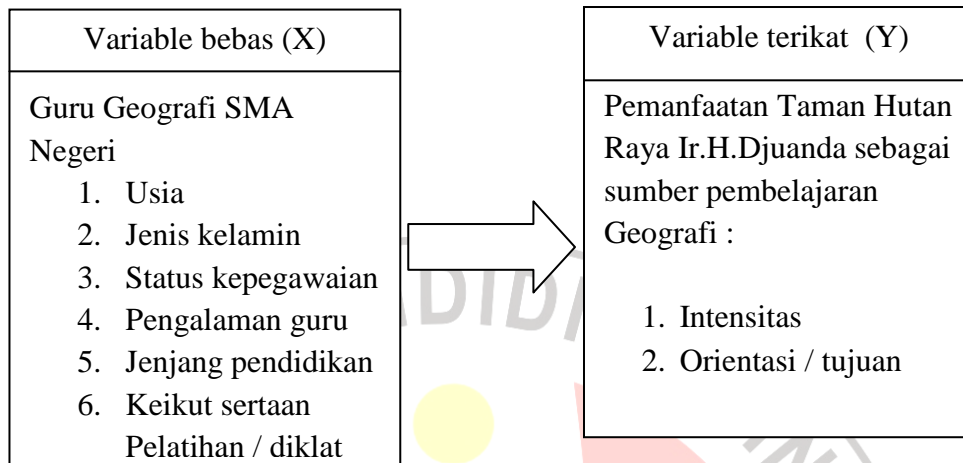 Variable bebas (X)
Guru Geografi SMA
Negeri
1. Usia
2. Jenis kelamin
3. Status kepegawaian
4. Pengalaman guru
5. Jenjang pendidikan
6. Keikut sertaan
Pelatihan / diklat
Variable terikat (Y)
Pemanfaatan Taman Hutan
Raya Ir.H.Djuanda sebagai
sumber pembelajaran
Geografi :
1. Intensitas
2. Orientasi / tujuan